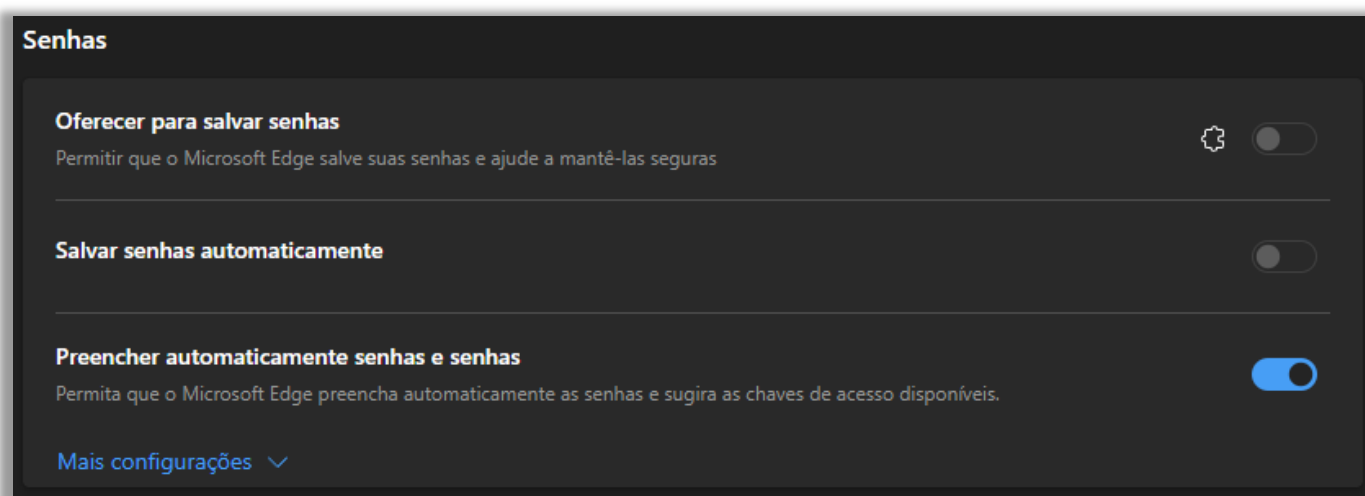 Senhas
Oferecer para salvar senhas
Permitir que o Microsoft Edge salve suas senhas e ajude a mantê-las seguras
Salvar senhas automaticamente
Preencher automaticamente senhas e senhas
Permita que o Microsoft Edge preencha automaticamente as senhas e sugira as chaves de acesso disponíveis.
Mais configurações